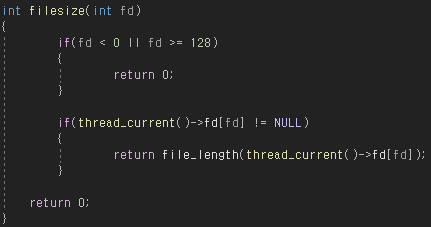 int filesize(int fd)
{
        if(fd < 0 || fd >= 128)
        {
                return 0;
        }

        if(thread_current()->fd[fd] != NULL)
        {
                return file_length(thread_current()->fd[fd]);
        }

    return 0;
}